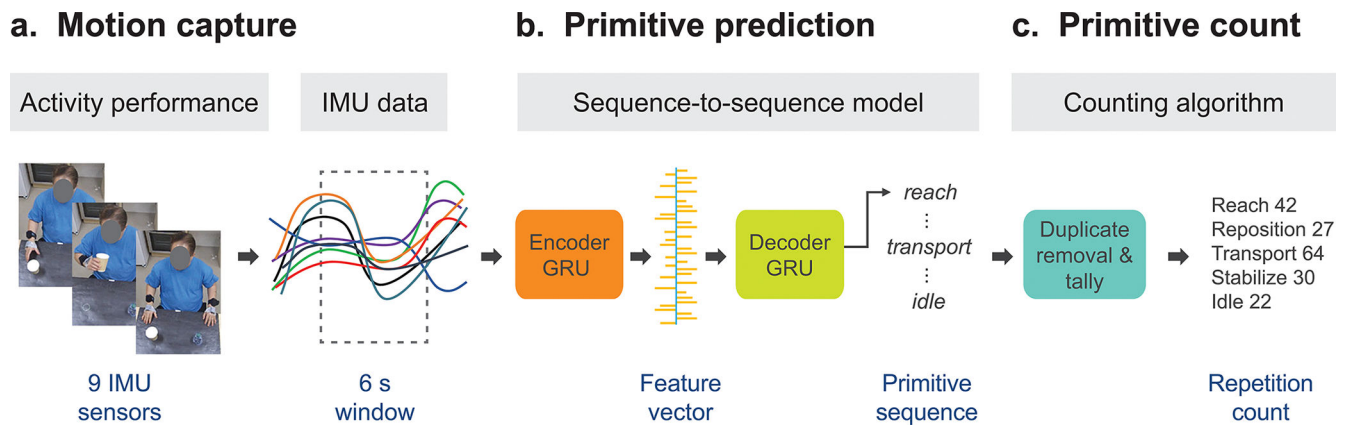 a. Motion capture
b. Primitive prediction
c. Primitive count
Activity performance
IMU data
Sequence-to-sequence model
Counting algorithm
Encoder
GRU
Decoder
GRU
reach
⋮
transport
⋮
idle
Duplicate
removal &
tally
Reach 42
Reposition 27
Transport 64
Stabilize 30
Idle 22
9 IMU
sensors
6 s
window
Feature
vector
Primitive
sequence
Repetition
count